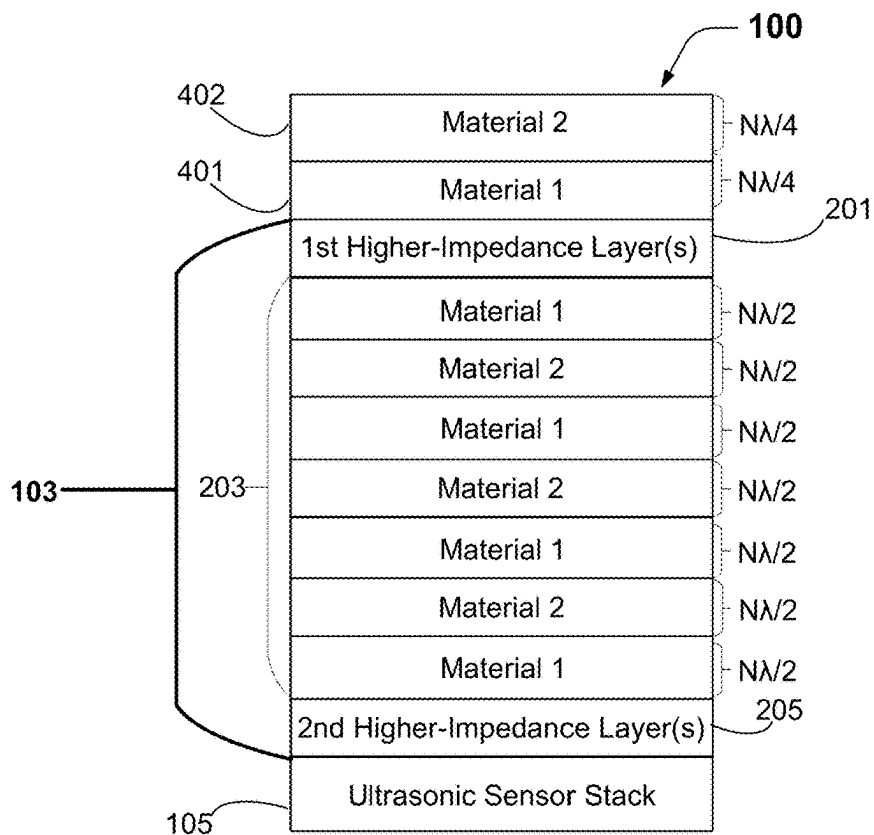 100
402
Material 2
Nλ/4
401
Material 1
Nλ/4
201
1st Higher-Impedance Layer(s)
Material 1
Nλ/2
Material 2
Nλ/2
Material 1
Nλ/2
103
203
Material 2
Nλ/2
Material 1
Nλ/2
Material 2
Nλ/2
Material 1
Nλ/2
2nd Higher-Impedance Layer(s)
205
Ultrasonic Sensor Stack
105